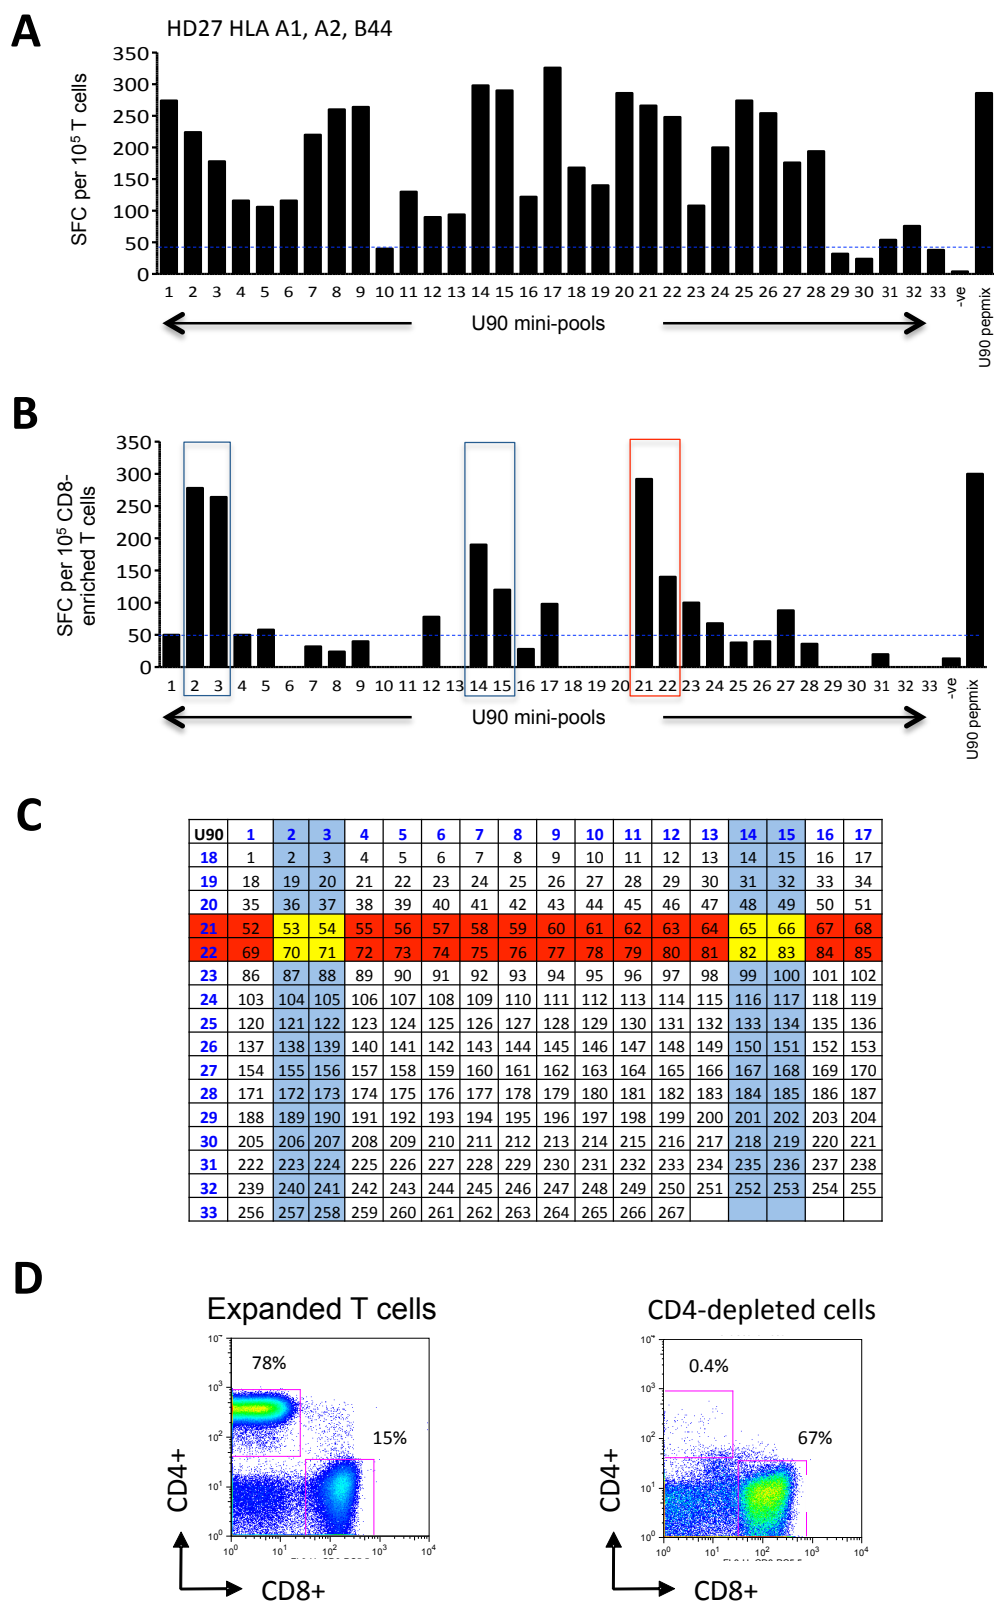 A
HD27 HLA A1, A2, B44
SFC per 10⁵ T cells
350
300
250
200
150
100
50
0
1 2 3 4 5 6 7 8 9 10 11 12 13 14 15 16 17 18 19 20 21 22 23 24 25 26 27 28 29 30 31 32 33 -ve U90 pepmix
U90 mini-pools
B
SFC per 10⁵ CD8-
enriched T cells
350
300
250
200
150
100
50
0
1 2 3 4 5 6 7 8 9 10 11 12 13 14 15 16 17 18 19 20 21 22 23 24 25 26 27 28 29 30 31 32 33 -ve U90 pepmix
U90 mini-pools
C
U90 1 2 3 4 5 6 7 8 9 10 11 12 13 14 15 16 17
18 1 2 3 4 5 6 7 8 9 10 11 12 13 14 15 16 17
19 18 19 20 21 22 23 24 25 26 27 28 29 30 31 32 33 34
20 35 36 37 38 39 40 41 42 43 44 45 46 47 48 49 50 51
21 52 53 54 55 56 57 58 59 60 61 62 63 64 65 66 67 68
22 69 70 71 72 73 74 75 76 77 78 79 80 81 82 83 84 85
23 86 87 88 89 90 91 92 93 94 95 96 97 98 99 100 101 102
24 103 104 105 106 107 108 109 110 111 112 113 114 115 116 117 118 119
25 120 121 122 123 124 125 126 127 128 129 130 131 132 133 134 135 136
26 137 138 139 140 141 142 143 144 145 146 147 148 149 150 151 152 153
27 154 155 156 157 158 159 160 161 162 163 164 165 166 167 168 169 170
28 171 172 173 174 175 176 177 178 179 180 181 182 183 184 185 186 187
29 188 189 190 191 192 193 194 195 196 197 198 199 200 201 202 203 204
30 205 206 207 208 209 210 211 212 213 214 215 216 217 218 219 220 221
31 222 223 224 225 226 227 228 229 230 231 232 233 234 235 236 237 238
32 239 240 241 242 243 244 245 246 247 248 249 250 251 252 253 254 255
33 256 257 258 259 260 261 262 263 264 265 266 267
D
Expanded T cells
CD4+
10⁴
10³
10²
10¹
10⁰
78%
15%
10⁰ 10¹ 10² 10³ 10⁴
CD8+
CD4-depleted cells
CD4+
10⁴
10³
10²
10¹
10⁰
0.4%
67%
10⁰ 10¹ 10² 10³ 10⁴
CD8+